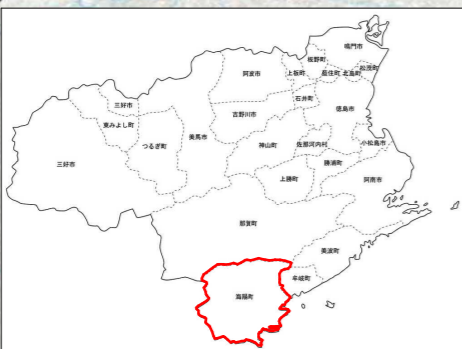 鳴門市
松茂町
板野町
藍住町
北島町
上板町
阿波市
石井町
徳島市
三好市
東みよし町
つるぎ町
美馬市
吉野川市
神山町
佐那河内村
小松島市
勝浦町
上勝町
阿南市
三好市
那賀町
美波町
牟岐町
海陽町